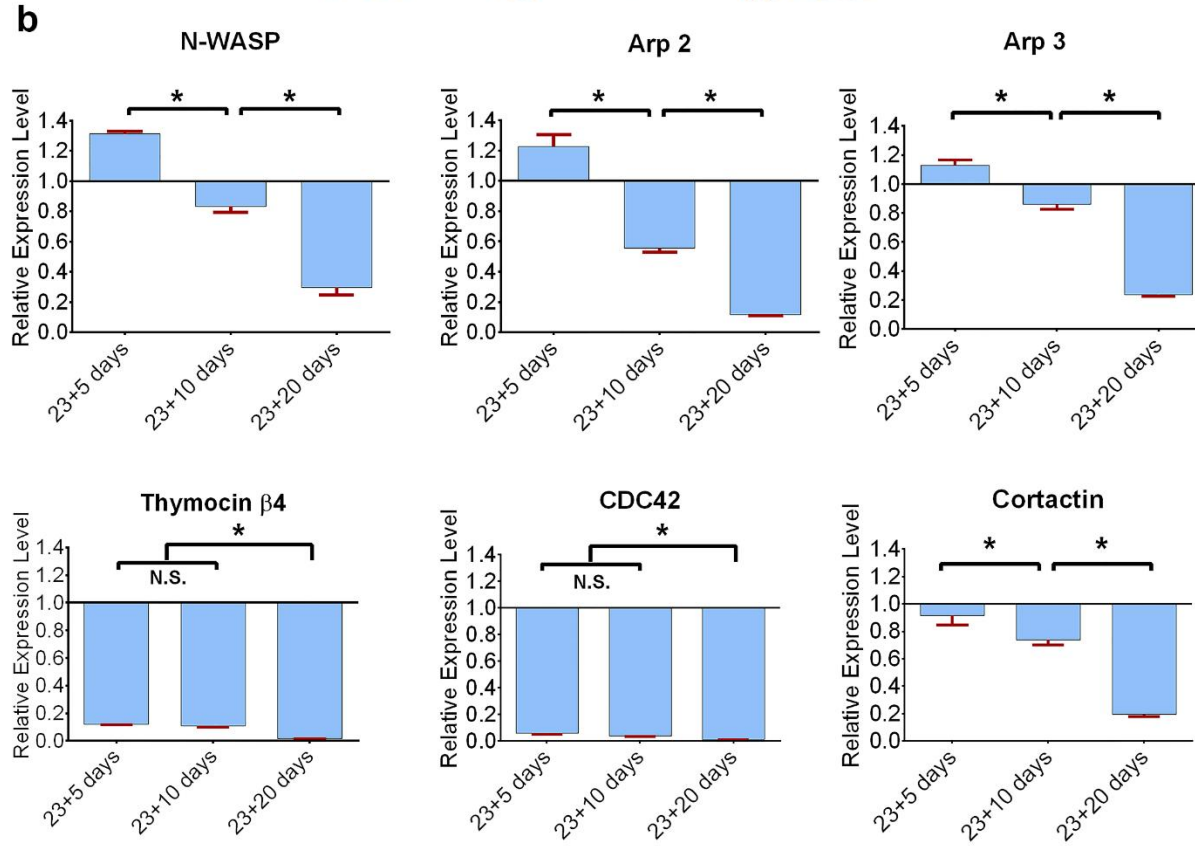 b
N-WASP
Relative Expression Level
1.4
1.2
1.0
0.8
0.6
0.4
0.2
0.0
*
*
23+5 days
23+10 days
23+20 days
Arp 2
Relative Expression Level
1.4
1.2
1.0
0.8
0.6
0.4
0.2
0.0
*
*
23+5 days
23+10 days
23+20 days
Arp 3
Relative Expression Level
1.4
1.2
1.0
0.8
0.6
0.4
0.2
0.0
*
*
23+5 days
23+10 days
23+20 days
Thymocin β4
Relative Expression Level
1.4
1.2
1.0
0.8
0.6
0.4
0.2
0.0
*
N.S.
23+5 days
23+10 days
23+20 days
CDC42
Relative Expression Level
1.4
1.2
1.0
0.8
0.6
0.4
0.2
0.0
*
N.S.
23+5 days
23+10 days
23+20 days
Cortactin
Relative Expression Level
1.4
1.2
1.0
0.8
0.6
0.4
0.2
0.0
*
*
23+5 days
23+10 days
23+20 days